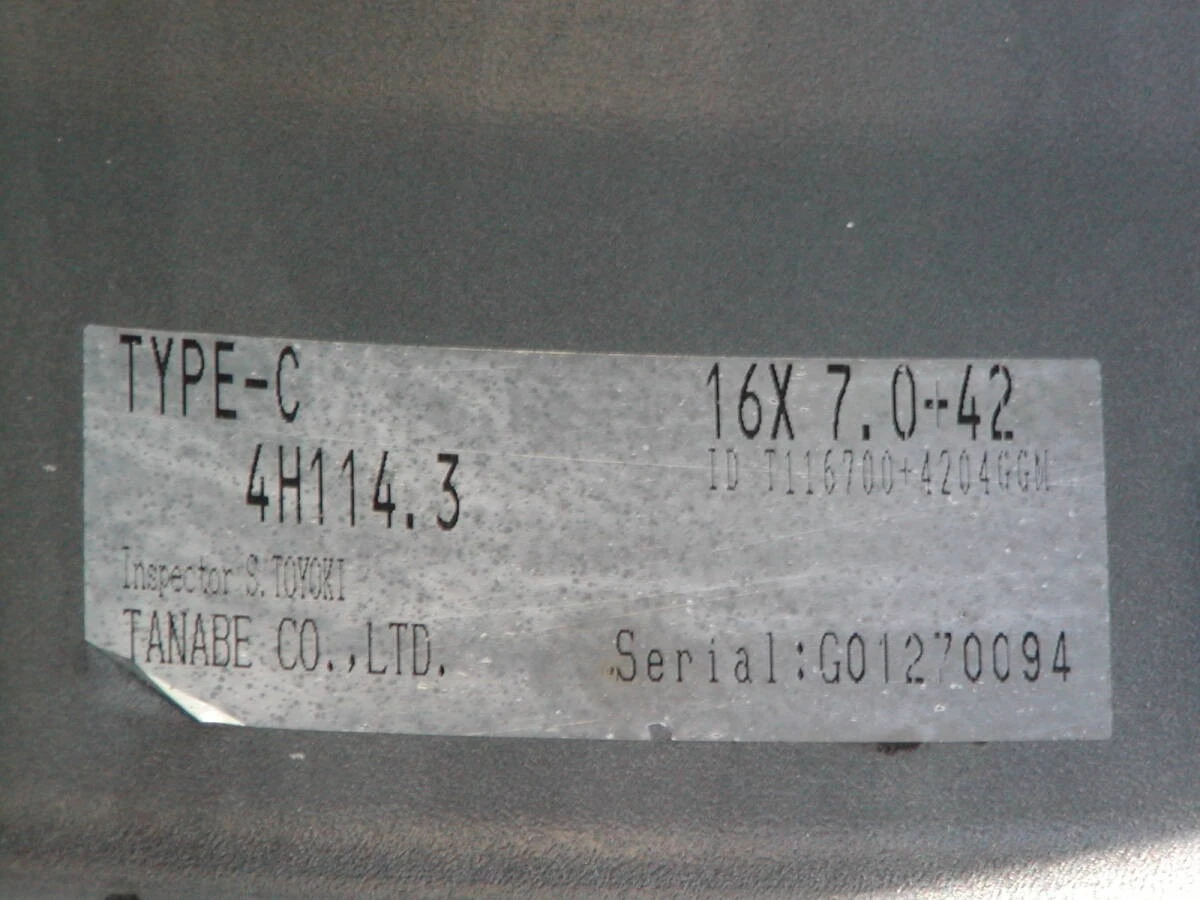 TYPE-C 16X 7.0+42
4H114.3 ID T116700+4204GGM
Inspector S.TOYOKI
TANABE CO.,LTD. Serial:G01270094